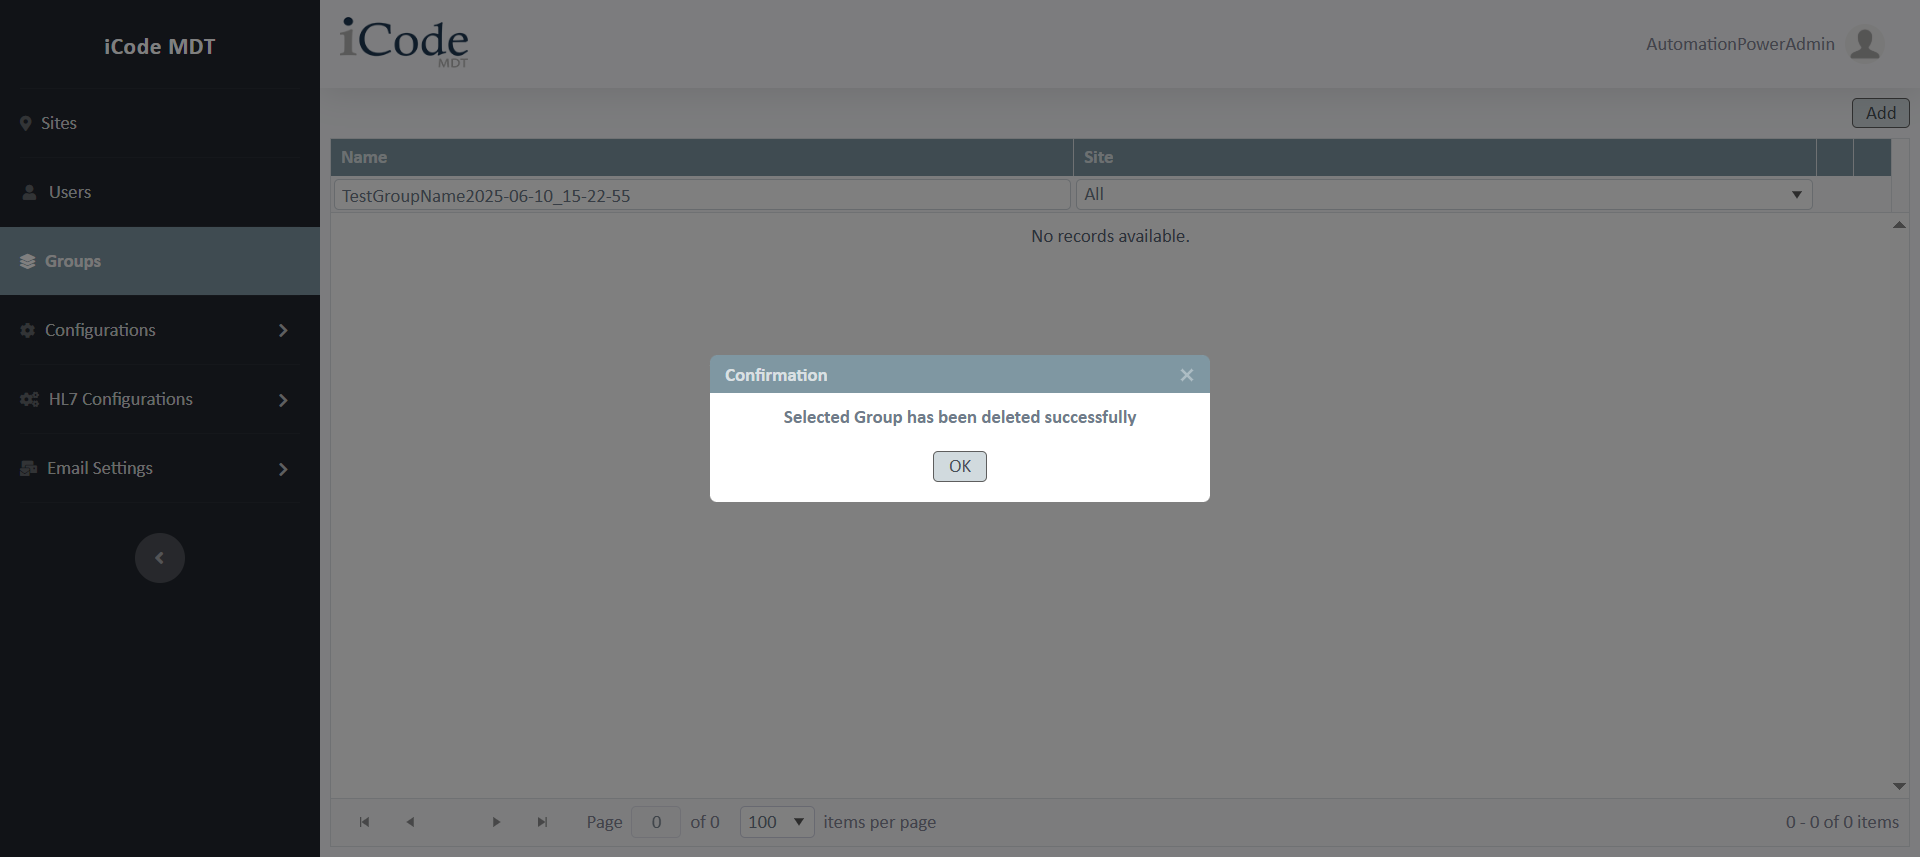 iCode MDT
Sites
Users
Groups
Configurations
HL7 Configurations
Email Settings
iCode
MDT
AutomationPowerAdmin
Add
Name Site
TestGroupName2025-06-10_15-22-55 All
No records available.
Confirmation
Selected Group has been deleted successfully
OK
Page 0 of 0 100 items per page 0 - 0 of 0 items